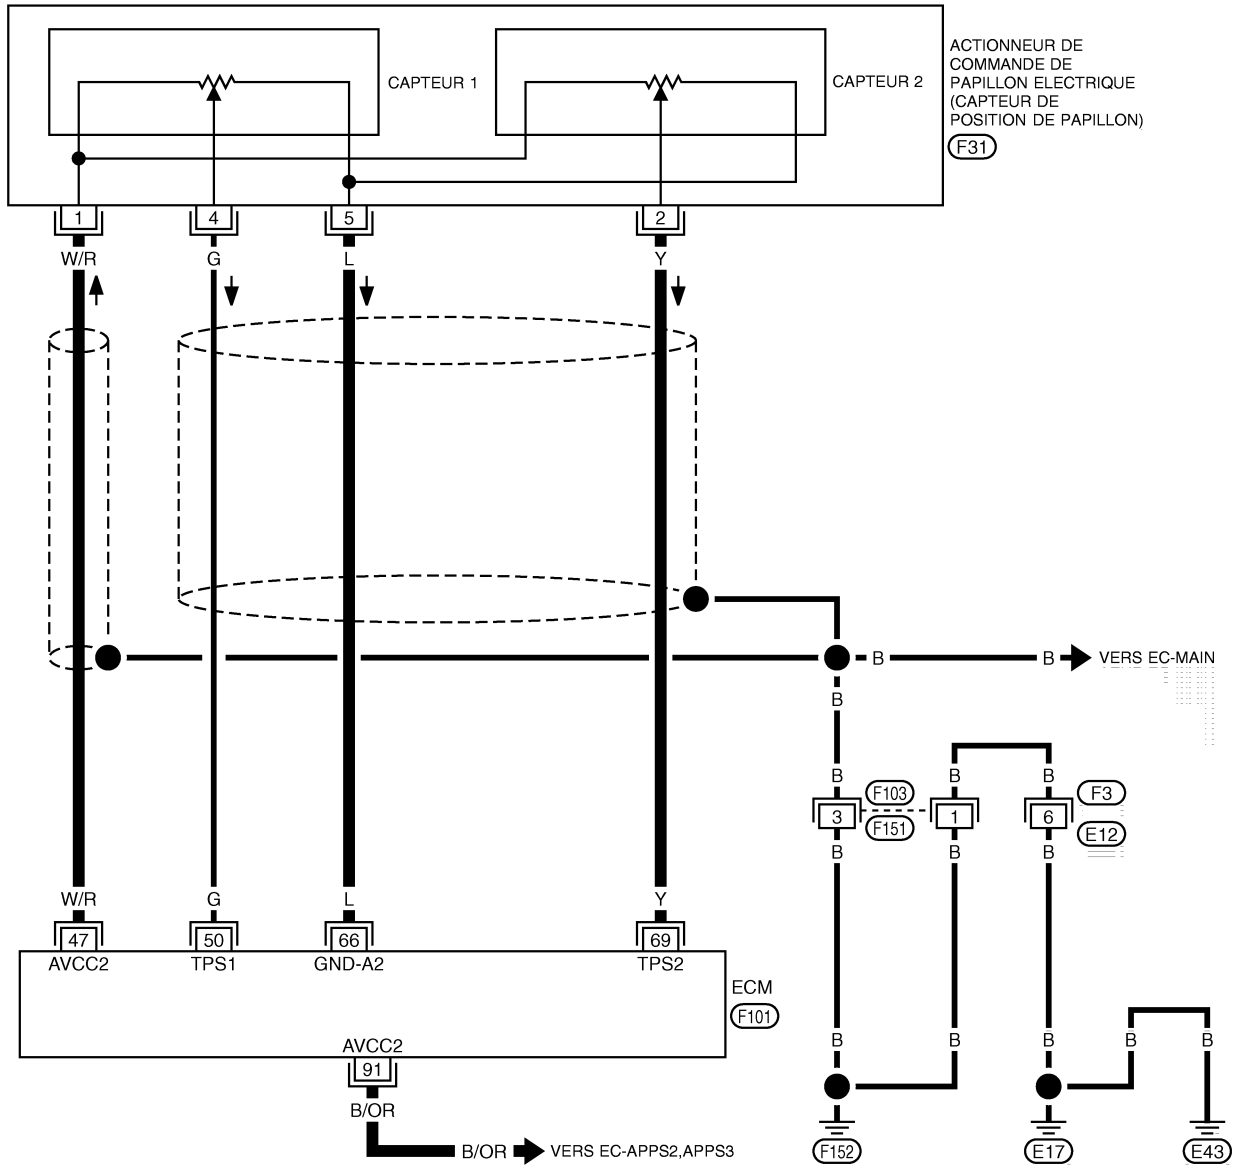 ACTIONNEUR DE
COMMANDE DE
PAPILLON ELECTRIQUE
(CAPTEUR DE
POSITION DE PAPILLON)
F31
CAPTEUR 1
CAPTEUR 2
1 4 5 2
W/R G L Y
B B VERS EC-MAIN
B
B B B
F103 F3
3 1 6
F151 E12
B B B
W/R G L Y
47 50 66 69
AVCC2 TPS1 GND-A2 TPS2
ECM
F101
AVCC2
91
B B B B B
B/OR
B/OR VERS EC-APPS2,APPS3
F152 E17 E43